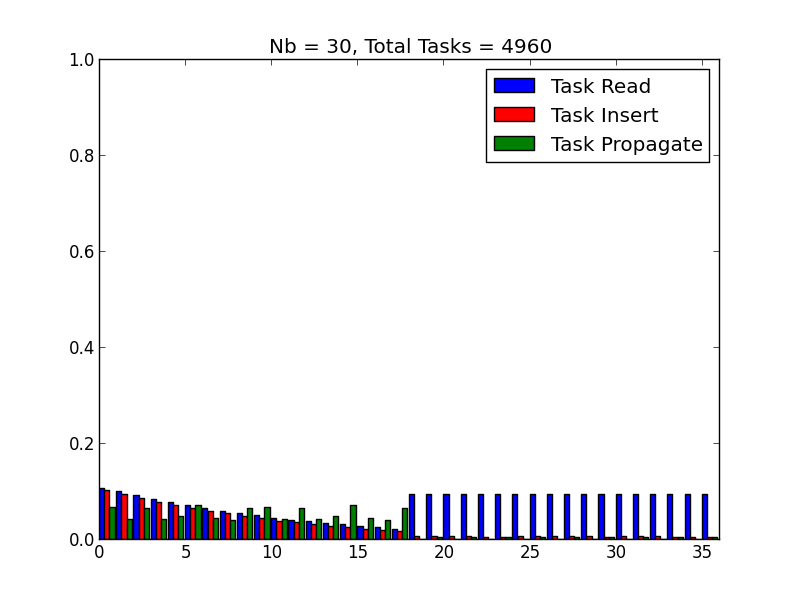 Nb = 30, Total Tasks = 4960
1.0
0.8
0.6
0.4
0.2
0.0
Task Read
Task Insert
Task Propagate
0 5 10 15 20 25 30 35